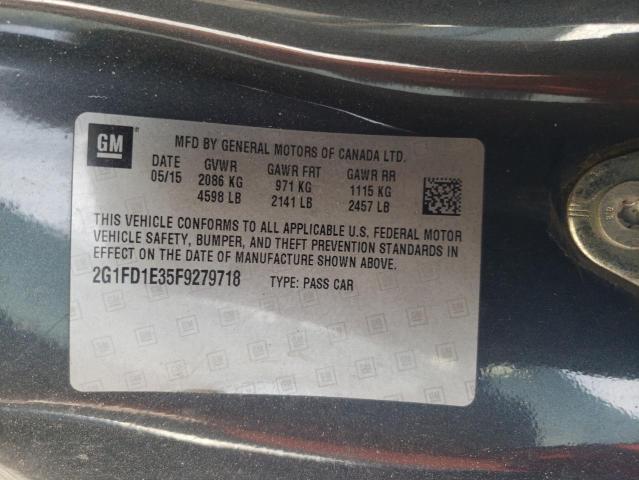 GM
MFD BY GENERAL MOTORS OF CANADA LTD.
DATE GVWR GAWR FRT GAWR RR
05/15 2086 KG 971 KG 1115 KG
4598 LB 2141 LB 2457 LB
THIS VEHICLE CONFORMS TO ALL APPLICABLE U.S. FEDERAL MOTOR
VEHICLE SAFETY, BUMPER, AND THEFT PREVENTION STANDARDS IN
EFFECT ON THE DATE OF MANUFACTURE SHOWN ABOVE.
2G1FD1E35F9279718 TYPE: PASS CAR